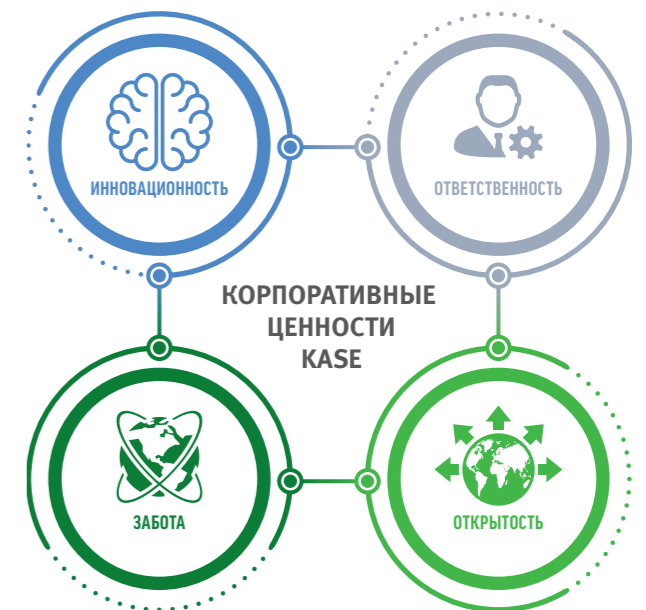 ИННОВАЦИОННОСТЬ
ОТВЕТСТВЕННОСТЬ
КОРПОРАТИВНЫЕ
ЦЕННОСТИ
KASE
ЗАБОТА
ОТКРЫТОСТЬ